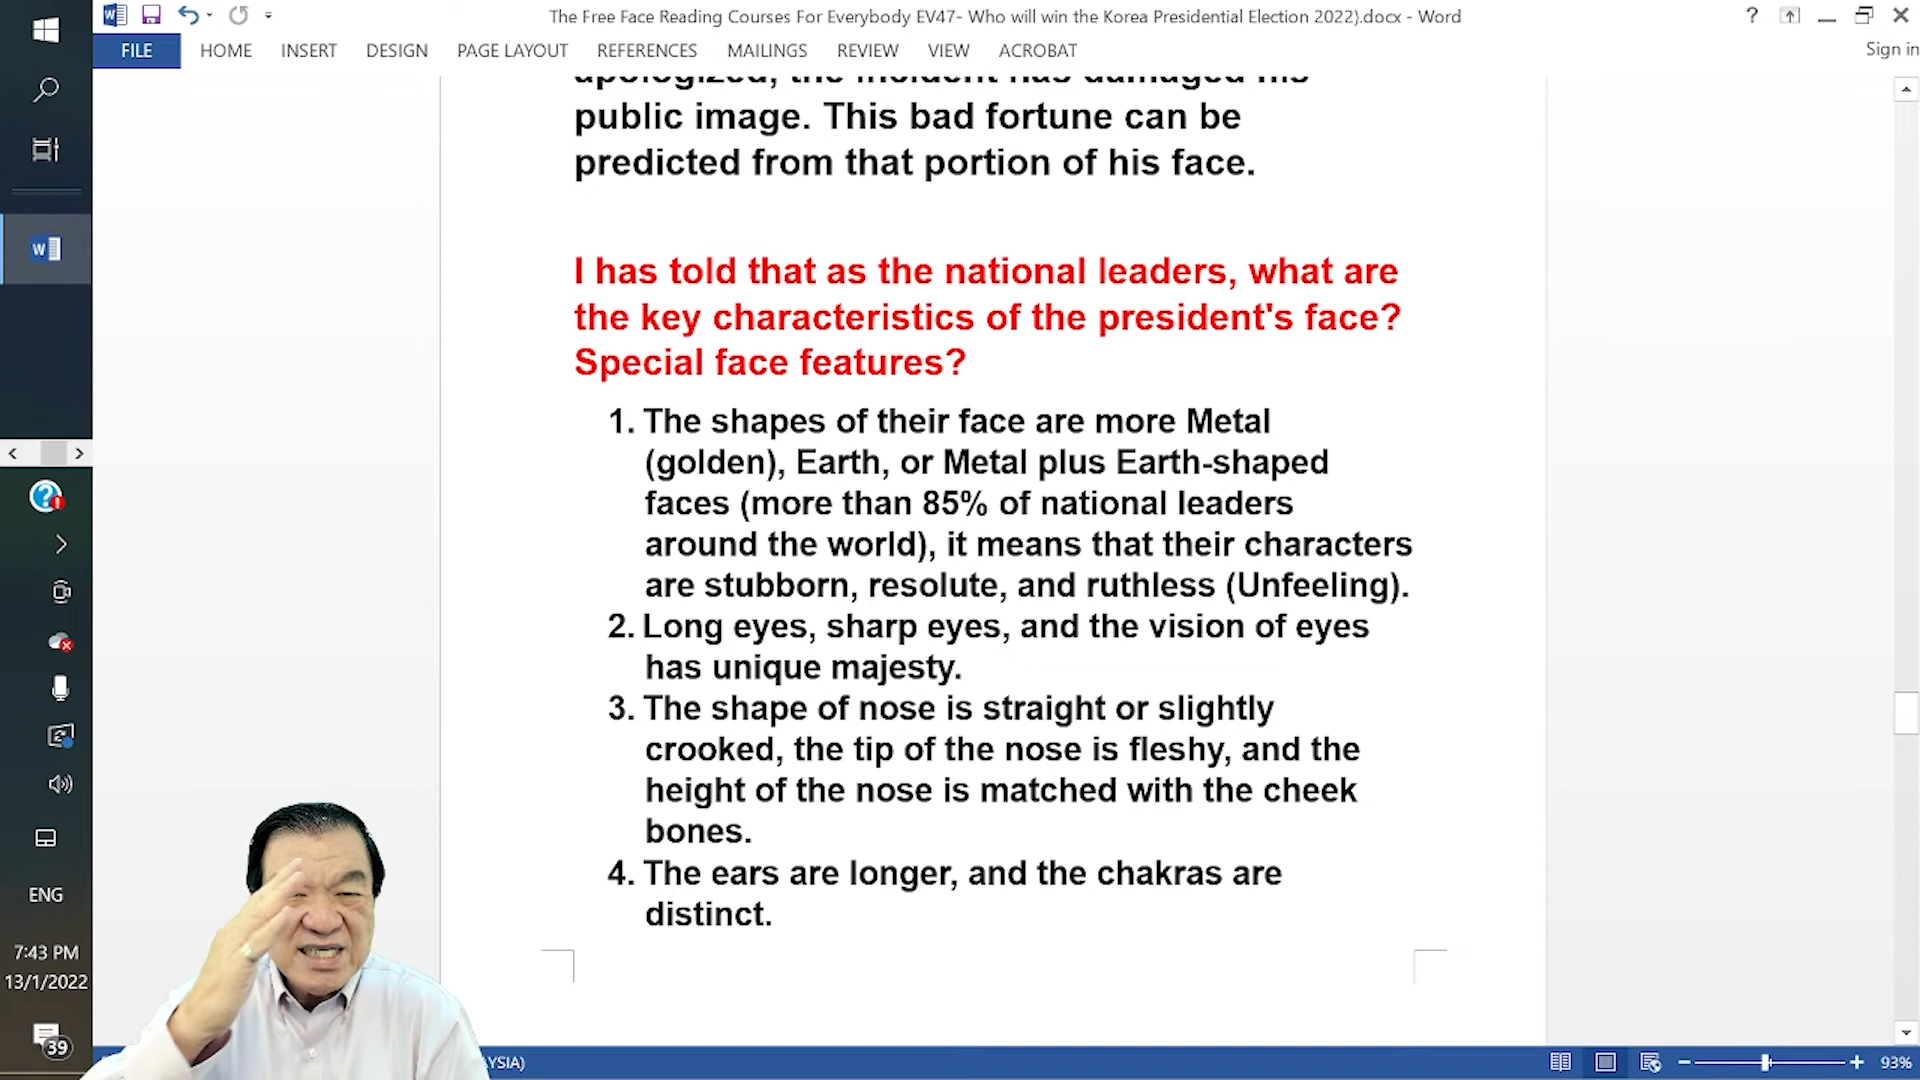 The Free Face Reading Courses For Everybody EV47- Who will win the Korea Presidential Election 2022).docx - Word
FILE HOME INSERT DESIGN PAGE LAYOUT REFERENCES MAILINGS REVIEW VIEW ACROBAT
Sign in
apologized, the incident has damaged his
public image. This bad fortune can be
predicted from that portion of his face.
I has told that as the national leaders, what are
the key characteristics of the president's face?
Special face features?
1. The shapes of their face are more Metal
(golden), Earth, or Metal plus Earth-shaped
faces (more than 85% of national leaders
around the world), it means that their characters
are stubborn, resolute, and ruthless (Unfeeling).
2. Long eyes, sharp eyes, and the vision of eyes
has unique majesty.
3. The shape of nose is straight or slightly
crooked, the tip of the nose is fleshy, and the
height of the nose is matched with the cheek
bones.
4. The ears are longer, and the chakras are
distinct.
ENG
7:43 PM
13/1/2022
39
YSIA)
93%